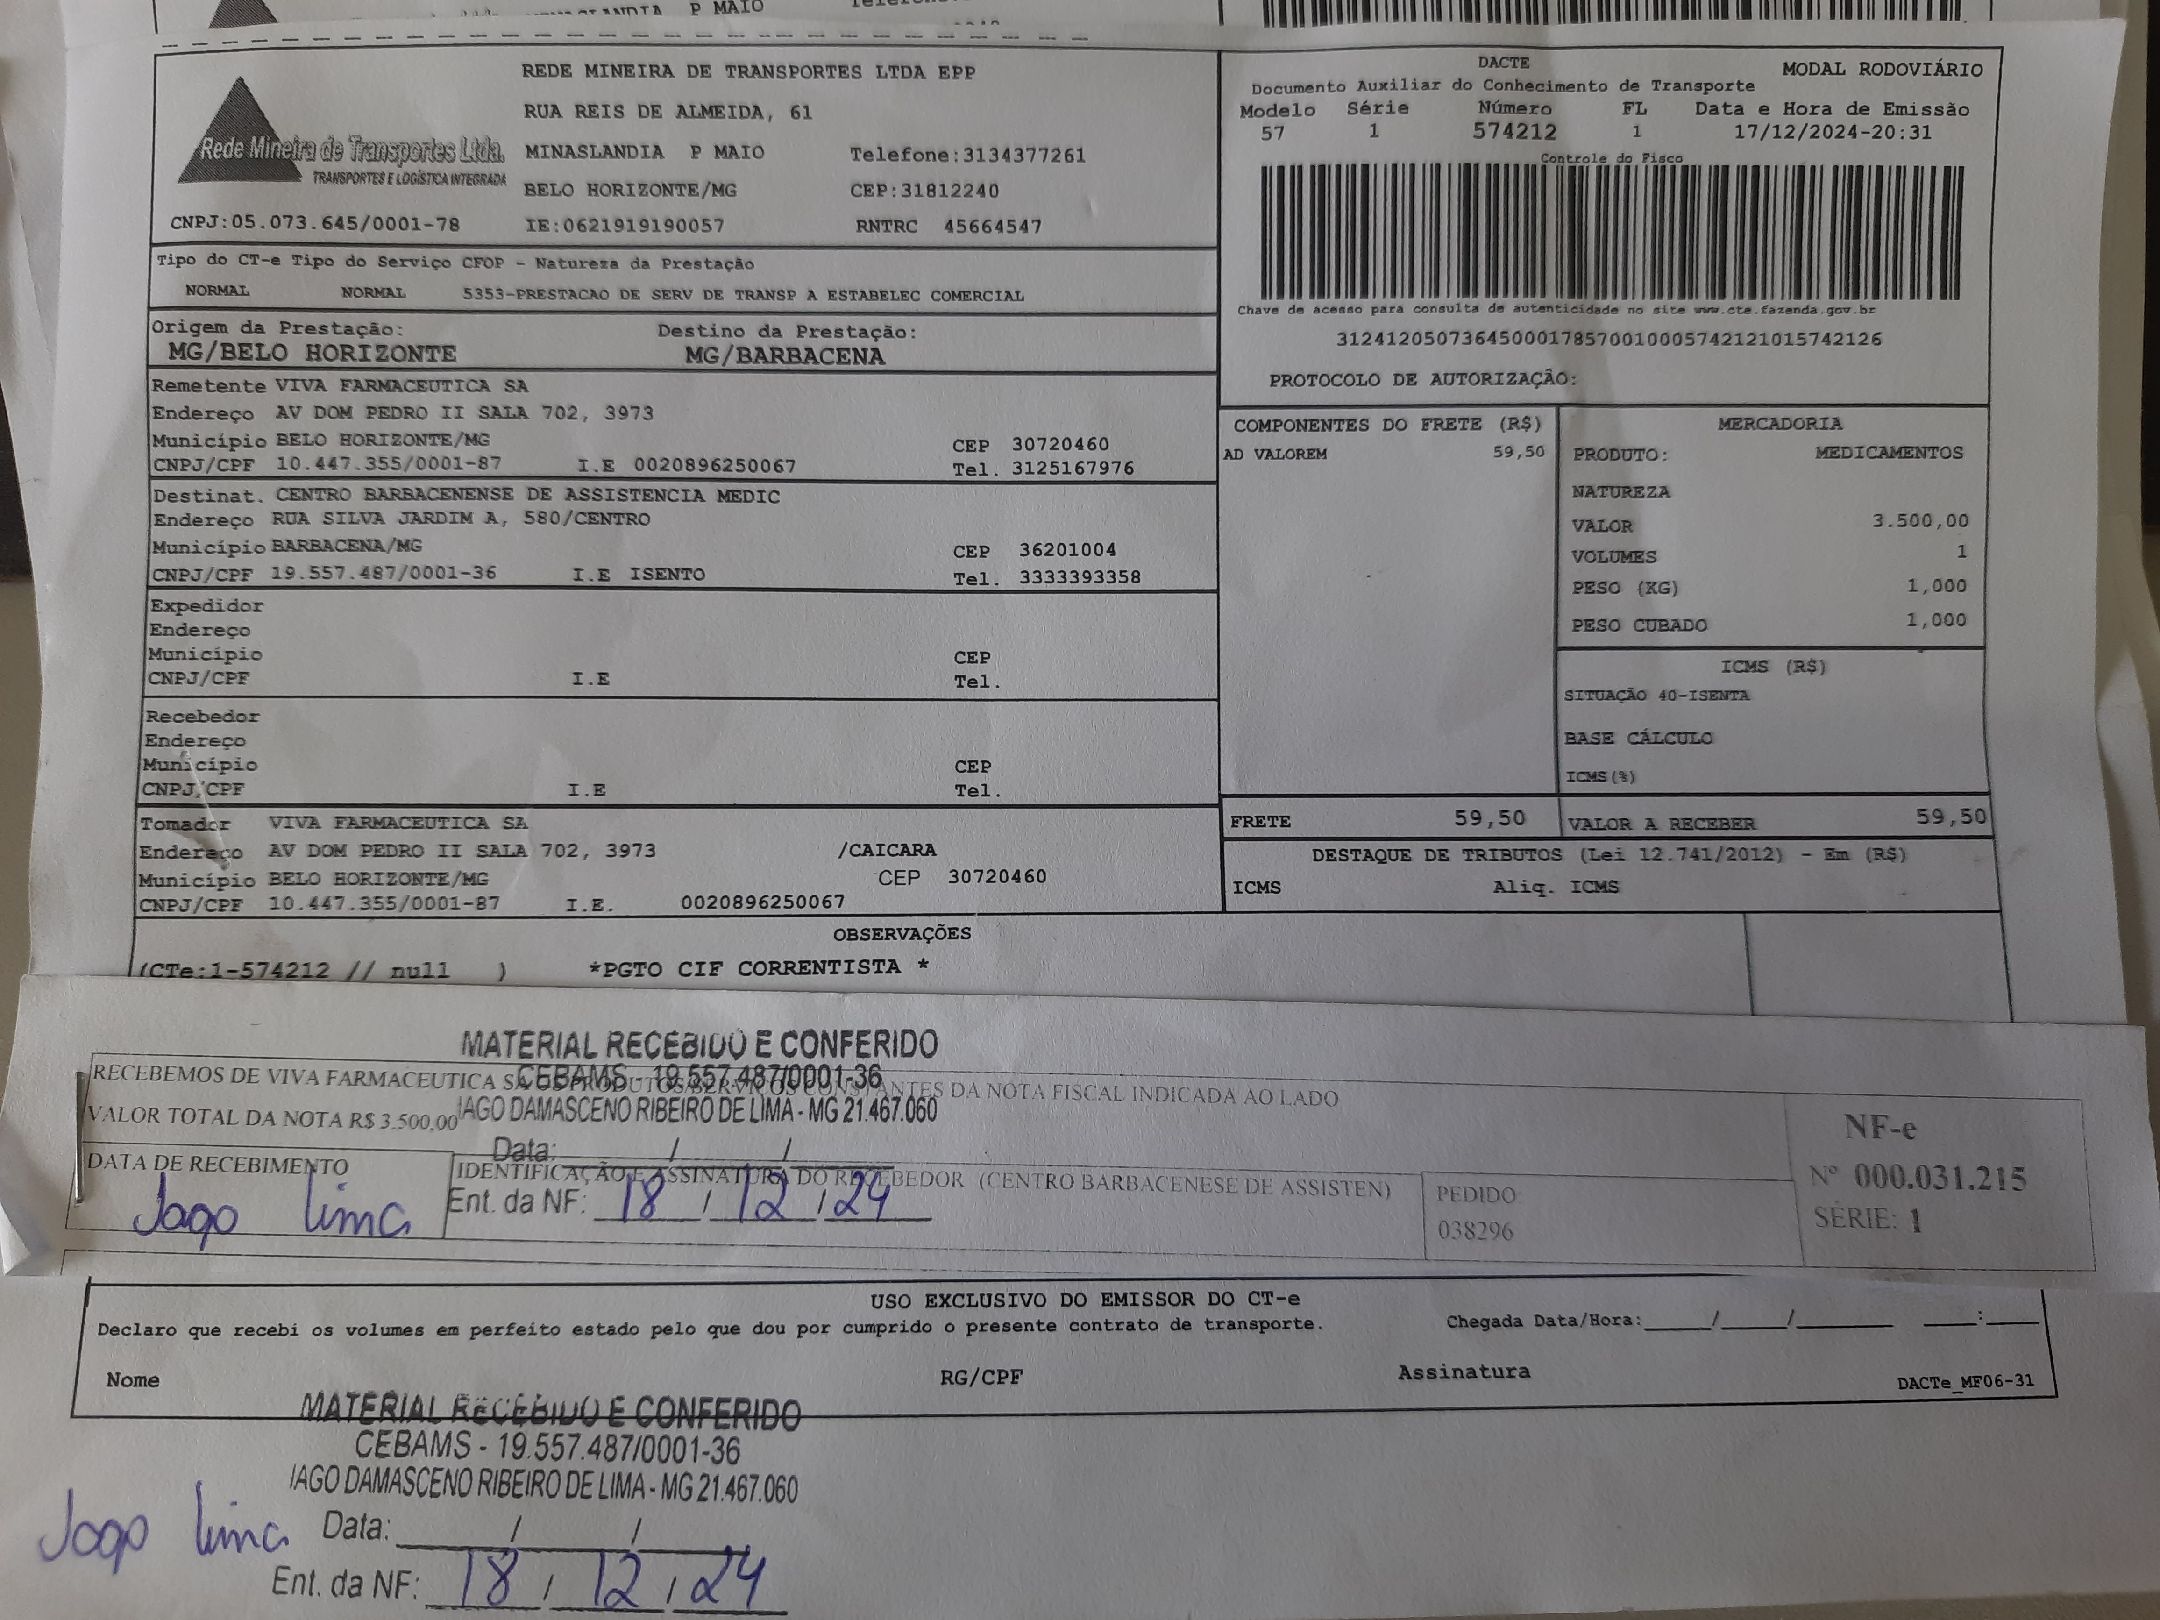 P MAIO
REDE MINEIRA DE TRANSPORTES LTDA EPP
RUA REIS DE ALMEIDA, 61
Rede Mineira de Transportes Ltda.
TRANSPORTES E LOGÍSTICA INTEGRADA
MINASLANDIA P MAIO Telefone:3134377261
BELO HORIZONTE/MG CEP:31812240
CNPJ:05.073.645/0001-78 IE:0621919190057 RNTRC 45664547
DACTE MODAL RODOVIÁRIO
Documento Auxiliar do Conhecimento de Transporte
Modelo Série Número FL Data e Hora de Emissão
57 1 574212 1 17/12/2024-20:31
Controle do Fisco
Chave de acesso para consulta de autenticidade no site www.cte.fazenda.gov.br
31241205073645000178570010005742121015742126
PROTOCOLO DE AUTORIZAÇÃO:
Tipo do CT-e Tipo do Serviço CFOP - Natureza da Prestação
NORMAL NORMAL 5353-PRESTACAO DE SERV DE TRANSP A ESTABELEC COMERCIAL
Origem da Prestação: Destino da Prestação:
MG/BELO HORIZONTE MG/BARBACENA
Remetente VIVA FARMACEUTICA SA
Endereço AV DOM PEDRO II SALA 702, 3973
Município BELO HORIZONTE/MG CEP 30720460
CNPJ/CPF 10.447.355/0001-87 I.E 0020896250067 Tel. 3125167976
Destinat. CENTRO BARBACENENSE DE ASSISTENCIA MEDIC
Endereço RUA SILVA JARDIM A, 580/CENTRO
Município BARBACENA/MG CEP 36201004
CNPJ/CPF 19.557.487/0001-36 I.E ISENTO Tel. 3333393358
Expedidor
Endereço
Município CEP
CNPJ/CPF I.E Tel.
Recebedor
Endereço
Município CEP
CNPJ/CPF I.E Tel.
Tomador VIVA FARMACEUTICA SA
Endereço AV DOM PEDRO II SALA 702, 3973 /CAICARA
Município BELO HORIZONTE/MG CEP 30720460
CNPJ/CPF 10.447.355/0001-87 I.E. 0020896250067
COMPONENTES DO FRETE (R$)
AD VALOREM 59,50
MERCADORIA
PRODUTO: MEDICAMENTOS
NATUREZA
VALOR 3.500,00
VOLUMES 1
PESO (KG) 1,000
PESO CUBADO 1,000
ICMS (R$)
SITUAÇÃO 40-ISENTA
BASE CÁLCULO
ICMS(%)
FRETE 59,50 VALOR A RECEBER 59,50
DESTAQUE DE TRIBUTOS (Lei 12.741/2012) - Em (R$)
ICMS Aliq. ICMS
OBSERVAÇÕES
(CTe:1-574212 // null ) *PGTO CIF CORRENTISTA *
MATERIAL RECEBIDO E CONFERIDO
CEBAMS - 19.557.487/0001-36
IAGO DAMASCENO RIBEIRO DE LIMA - MG 21.467.060
Data: / /
Ent. da NF: 18 / 12 / 24
RECEBEMOS DE VIVA FARMACEUTICA SA OS PRODUTOS/SERVIÇOS CONSTANTES DA NOTA FISCAL INDICADA AO LADO
VALOR TOTAL DA NOTA R$ 3.500,00
DATA DE RECEBIMENTO
IDENTIFICAÇÃO E ASSINATURA DO RECEBEDOR (CENTRO BARBACENESE DE ASSISTEN)
Iago Lima
PEDIDO
038296
NF-e
Nº 000.031.215
SÉRIE: 1
USO EXCLUSIVO DO EMISSOR DO CT-e
Declaro que recebi os volumes em perfeito estado pelo que dou por cumprido o presente contrato de transporte. Chegada Data/Hora:____/____/______ ___:___
Nome RG/CPF Assinatura
DACTe_MF06-31
MATERIAL RECEBIDO E CONFERIDO
CEBAMS - 19.557.487/0001-36
IAGO DAMASCENO RIBEIRO DE LIMA - MG 21.467.060
Iago Lima
Data: / /
Ent. da NF: 18 / 12 / 24